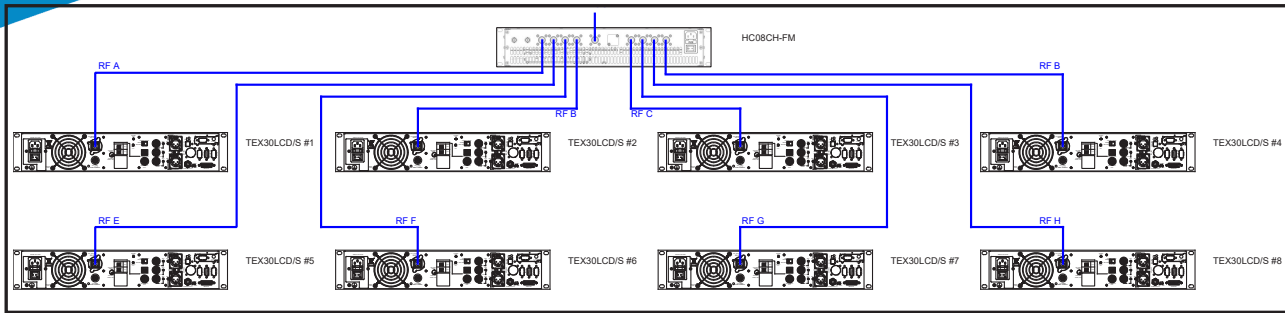 HC08CH-FM
RF A
RF B
RF B
RF C
TEX30LCD/S #1
TEX30LCD/S #2
TEX30LCD/S #3
TEX30LCD/S #4
RF E
RF F
RF G
RF H
TEX30LCD/S #5
TEX30LCD/S #6
TEX30LCD/S #7
TEX30LCD/S #8